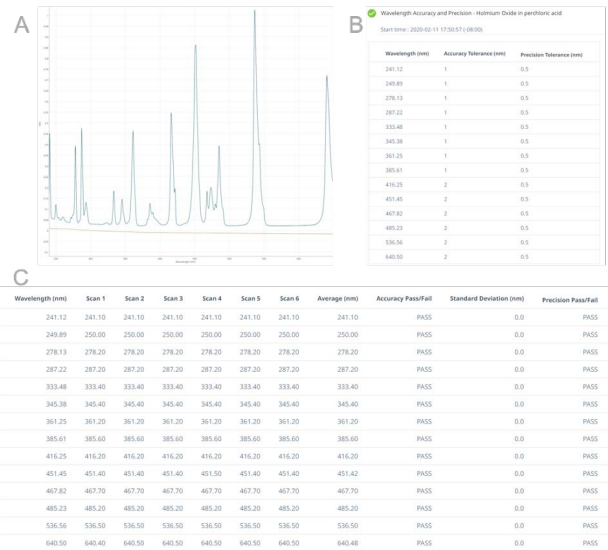 A
B
Wavelength Accuracy and Precision - Holmium Oxide in perchloric acid
Start time : 2020-02-11 17:50:57 (-08:00)
Wavelength (nm) Accuracy Tolerance (nm) Precision Tolerance (nm)
241.12 1 0.5
249.89 1 0.5
278.13 1 0.5
287.22 1 0.5
333.48 1 0.5
345.38 1 0.5
361.25 1 0.5
385.61 1 0.5
416.25 2 0.5
451.45 2 0.5
467.82 2 0.5
485.23 2 0.5
536.56 2 0.5
640.50 2 0.5
C
Wavelength (nm) Scan 1 Scan 2 Scan 3 Scan 4 Scan 5 Scan 6 Average (nm) Accuracy Pass/Fail Standard Deviation (nm) Precision Pass/Fail
241.12 241.10 241.10 241.10 241.10 241.10 241.10 241.10 PASS 0.0 PASS
249.89 250.00 250.00 250.00 250.00 250.00 250.00 250.00 PASS 0.0 PASS
278.13 278.20 278.20 278.20 278.20 278.20 278.20 278.20 PASS 0.0 PASS
287.22 287.20 287.20 287.20 287.20 287.20 287.20 287.20 PASS 0.0 PASS
333.48 333.40 333.40 333.40 333.40 333.40 333.40 333.40 PASS 0.0 PASS
345.38 345.40 345.40 345.40 345.40 345.40 345.40 345.40 PASS 0.0 PASS
361.25 361.20 361.20 361.20 361.20 361.20 361.20 361.20 PASS 0.0 PASS
385.61 385.60 385.60 385.60 385.60 385.60 385.60 385.60 PASS 0.0 PASS
416.25 416.20 416.20 416.20 416.20 416.20 416.20 416.20 PASS 0.0 PASS
451.45 451.40 451.40 451.40 451.50 451.40 451.40 451.42 PASS 0.0 PASS
467.82 467.70 467.70 467.70 467.70 467.70 467.70 467.70 PASS 0.0 PASS
485.23 485.20 485.20 485.20 485.20 485.20 485.20 485.20 PASS 0.0 PASS
536.56 536.50 536.50 536.50 536.50 536.50 536.50 536.50 PASS 0.0 PASS
640.50 640.40 640.50 640.50 640.50 640.50 640.50 640.48 PASS 0.0 PASS